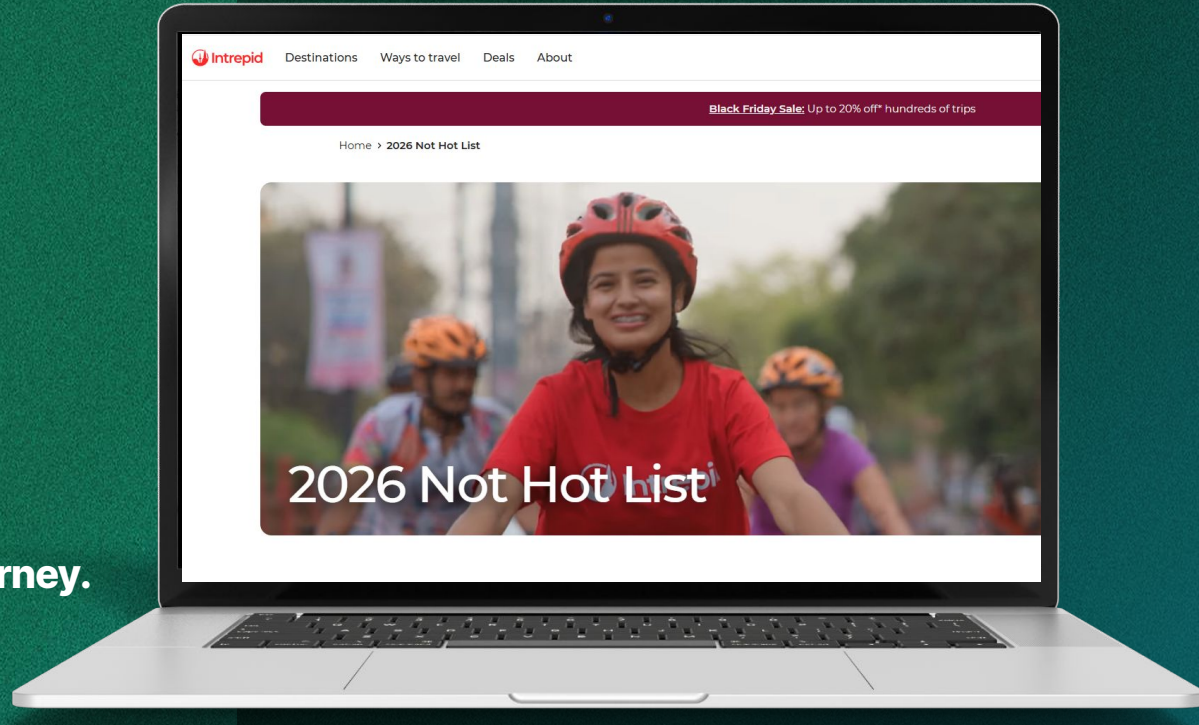 Intrepid Destinations Ways to travel Deals About
Black Friday Sale: Up to 20% off* hundreds of trips
Home > 2026 Not Hot List
2026 Not Hot List
rney.